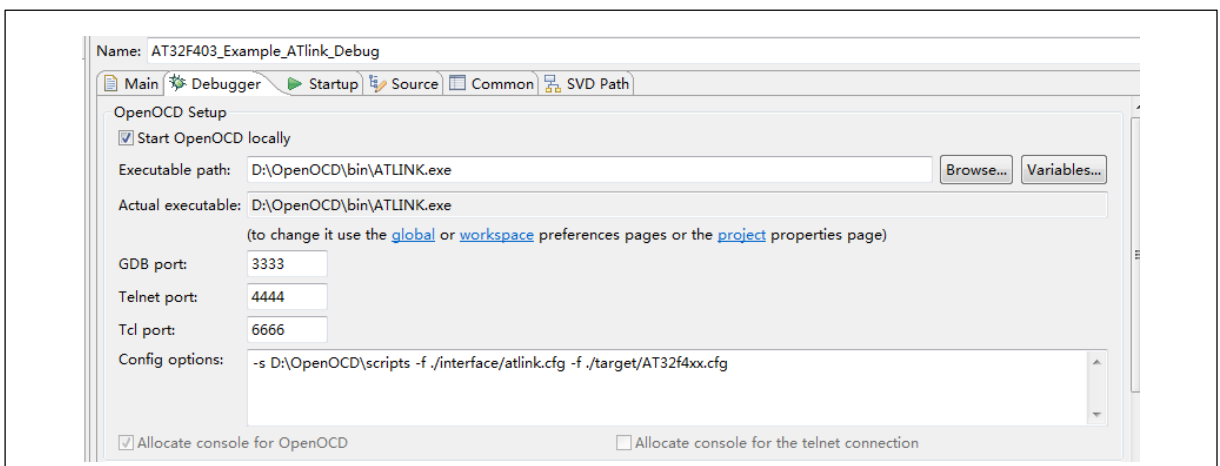 Name: AT32F403_Example_ATlink_Debug
Main Debugger Startup Source Common SVD Path
OpenOCD Setup
Start OpenOCD locally
Executable path: D:\OpenOCD\bin\ATLINK.exe Browse... Variables...
Actual executable: D:\OpenOCD\bin\ATLINK.exe
(to change it use the global or workspace preferences pages or the project properties page)
GDB port: 3333
Telnet port: 4444
Tcl port: 6666
Config options: -s D:\OpenOCD\scripts -f ./interface/atlink.cfg -f ./target/AT32f4xx.cfg
Allocate console for OpenOCD Allocate console for the telnet connection